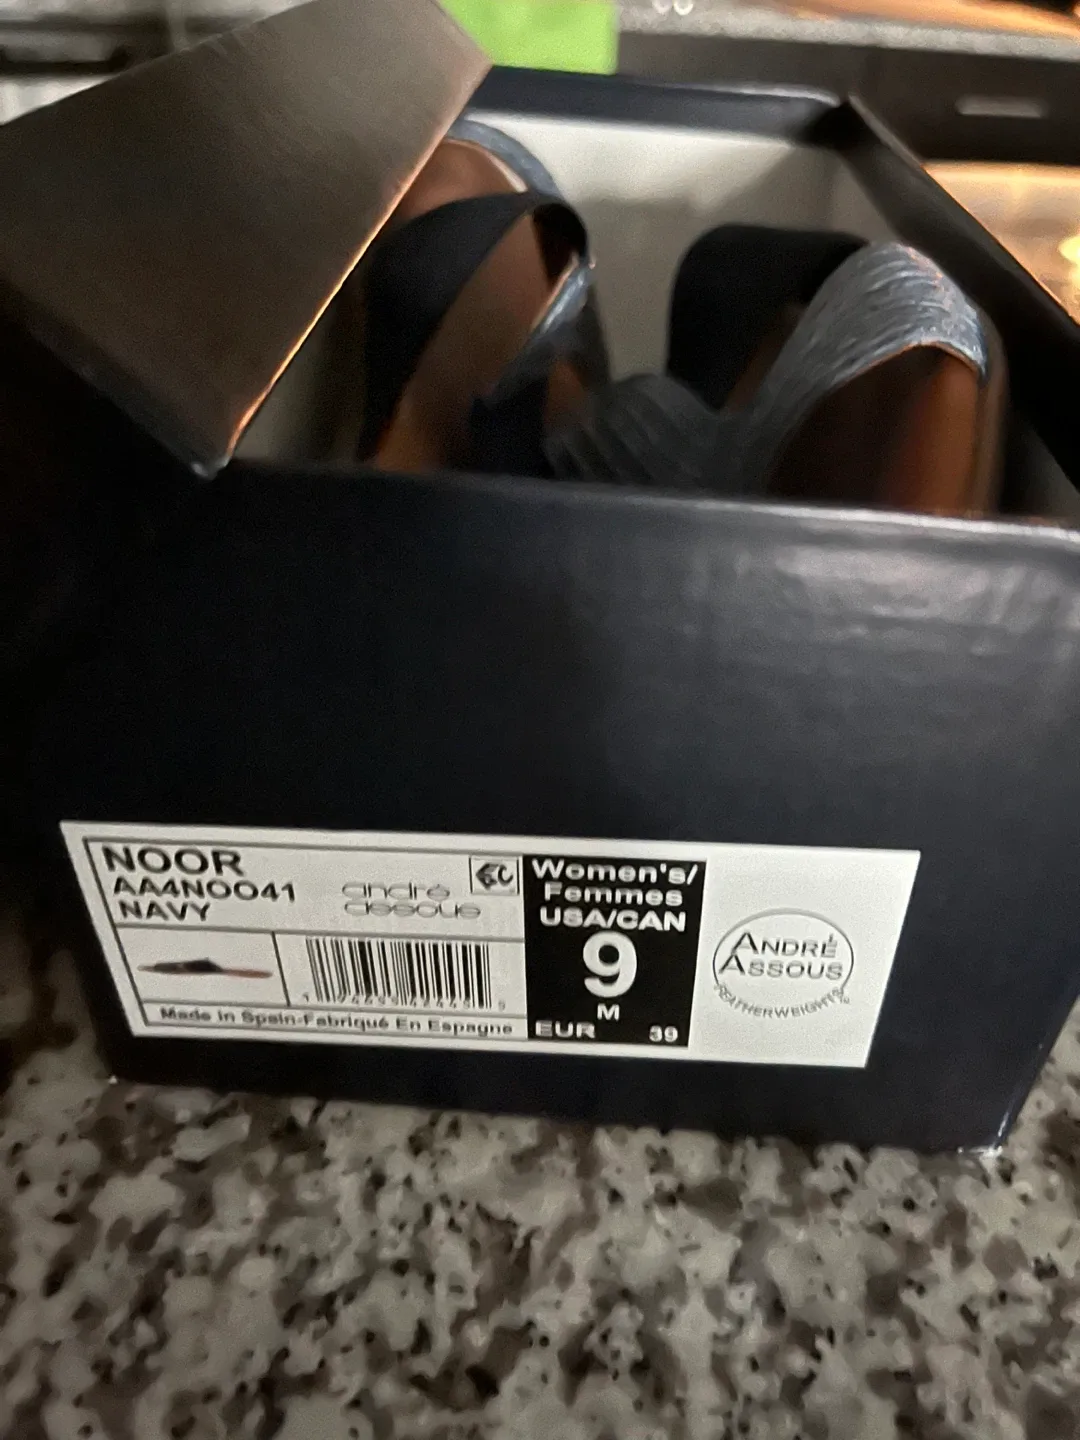 NOOR
AA4NOO41
NAVY
andré
assous
Made in Spain-Fabriqué En Espagne
Women's/
Femmes
USA/CAN
9
M
EUR 39
ANDRÉ
ASSOUS
FEATHERWEIGHTS